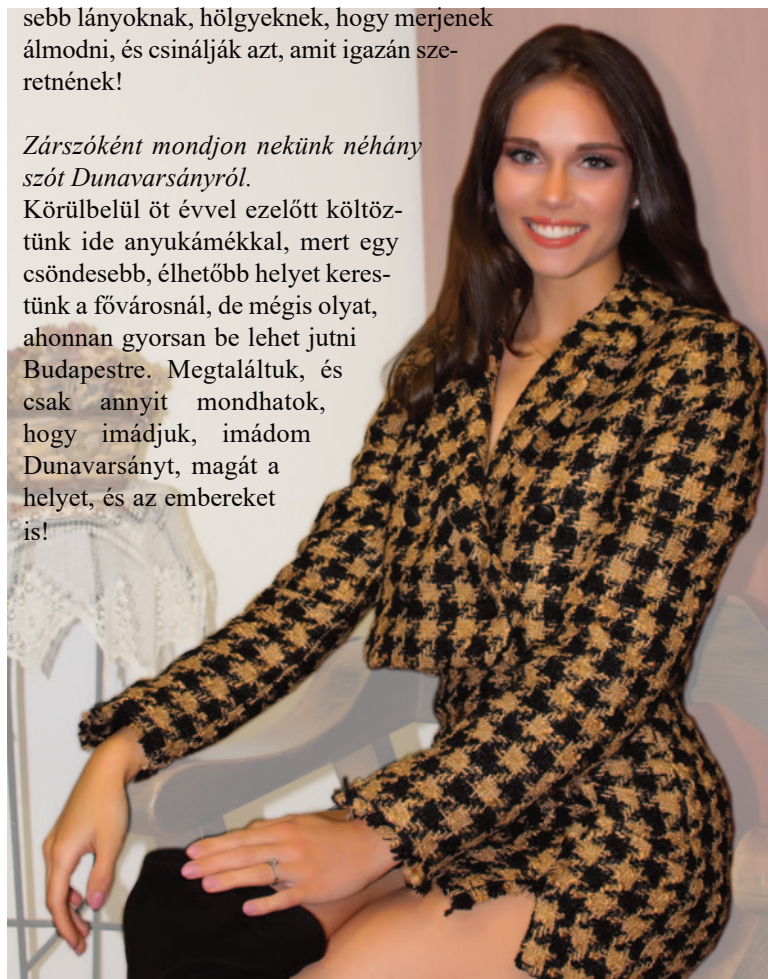 sebb lányoknak, hölgyeknek, hogy merjenek
álmodni, és csinálják azt, amit igazán sze-
retnének!
Zárszóként mondjon nekünk néhány
szót Dunavarsányról.
Körülbelül öt évvel ezelőtt költöz-
tünk ide anyukámékkal, mert egy
csöndesebb, élhetőbb helyet keres-
tünk a fővárosnál, de mégis olyat,
ahonnan gyorsan be lehet jutni
Budapestre. Megtaláltuk, és
csak annyit mondhatok,
hogy imádjuk, imádom
Dunavarsányt, magát a
helyet, és az embereket
is!